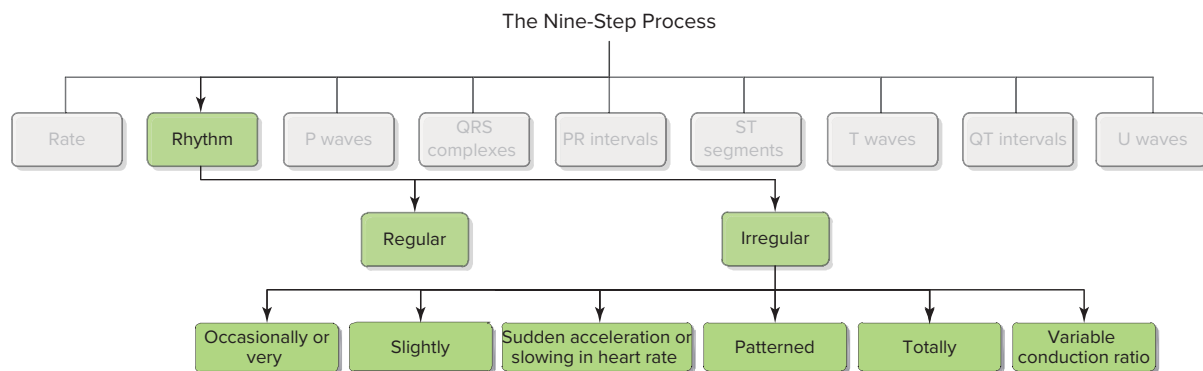 The Nine-Step Process
Rate
Rhythm
P waves
QRS
complexes
PR intervals
ST
segments
T waves
QT intervals
U waves
Regular
Irregular
Occasionally or
very
Slightly
Sudden acceleration or
slowing in heart rate
Patterned
Totally
Variable
conduction ratio